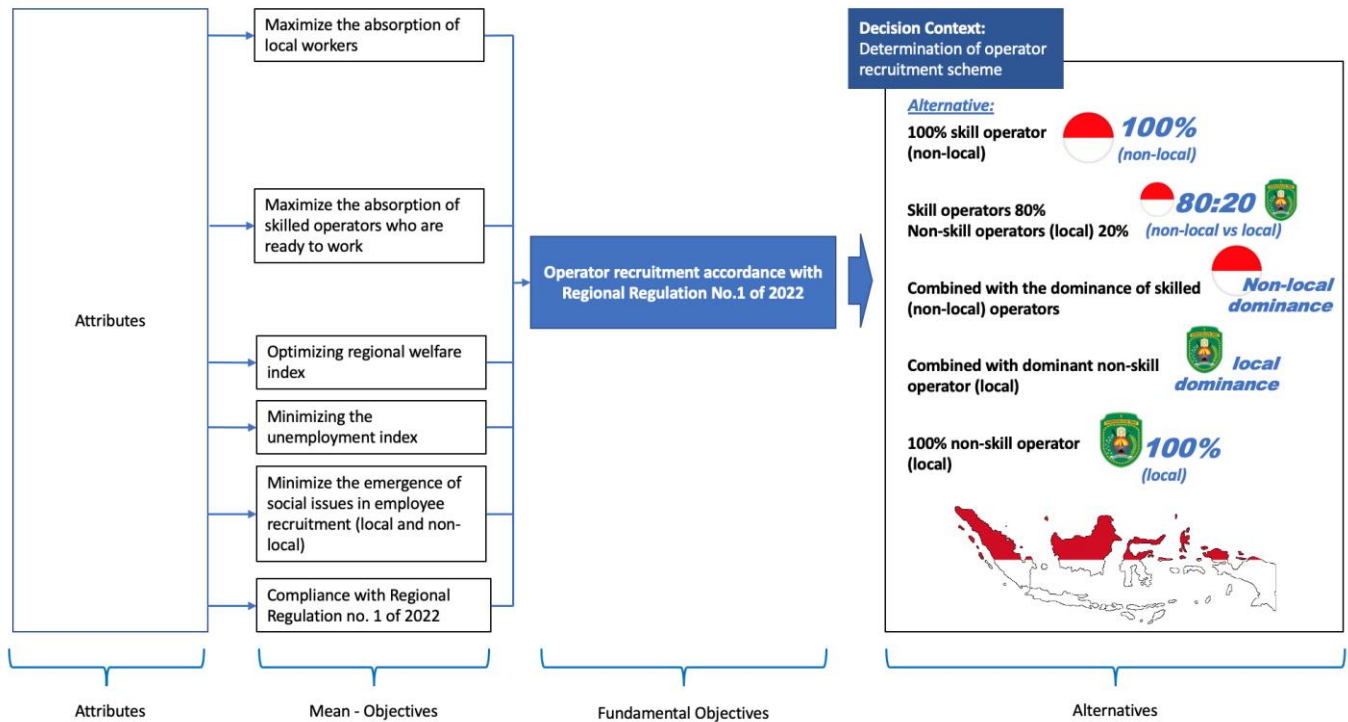 Attributes
Maximize the absorption of
local workers
Maximize the absorption of
skilled operators who are
ready to work
Optimizing regional welfare
index
Minimizing the
unemployment index
Minimize the emergence of
social issues in employee
recruitment (local and non-
local)
Compliance with Regional
Regulation no. 1 of 2022
Operator recruitment accordance with
Regional Regulation No.1 of 2022
Decision Context:
Determination of operator
recruitment scheme
Alternative:
100% skill operator
(non-local)
100%
(non-local)
Skill operators 80%
Non-skill operators (local) 20%
80:20
(non-local vs local)
Combined with the dominance of skilled
(non-local) operators
Non-local
dominance
Combined with dominant non-skill
operator (local)
local
dominance
100% non-skill operator
(local)
100%
(local)
Attributes
Mean - Objectives
Fundamental Objectives
Alternatives